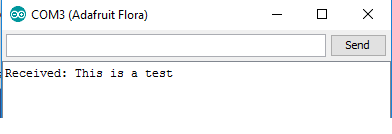 COM3 (Adafruit Flora)
Send
Received: This is a test